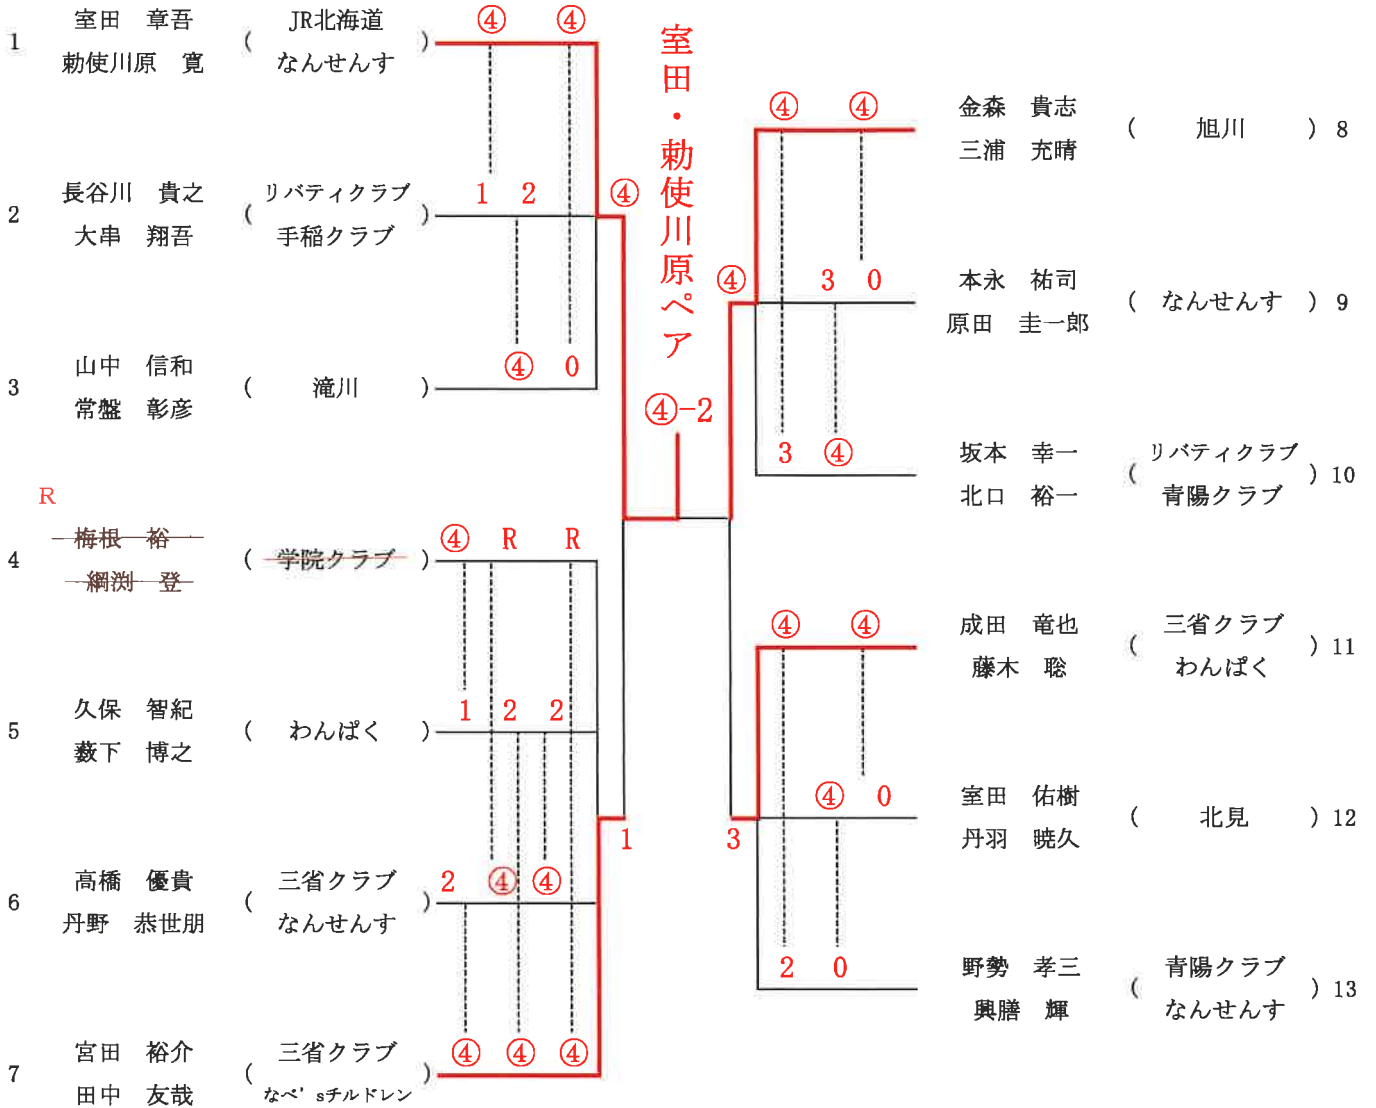 室田・勅使川原ペア
④-2
1 室田 章吾 ( JR北海道 ) ④ ④
勅使川原 寛 なんせんす
2 長谷川 貴之 ( リバティクラブ ) 1 2 ④
大串 翔吾 手稲クラブ
3 山中 信和 ( 滝川 ) ④ 0
常盤 彰彦
R
4 梅根 裕 ( 学院クラブ ) ④ R R
綱渕 登
5 久保 智紀 ( わんぱく ) 1 2 2
薮下 博之
1
6 高橋 優貴 ( 三省クラブ ) 2 ④ ④
丹野 恭世朋 なんせんす
7 宮田 裕介 ( 三省クラブ ) ④ ④ ④
田中 友哉 なべ'sチルドレン
④ ④ 金森 貴志 ( 旭川 ) 8
三浦 充晴
④ 3 0 本永 祐司 ( なんせんす ) 9
原田 圭一郎
3 ④ 坂本 幸一 ( リバティクラブ ) 10
北口 裕一 青陽クラブ
④ ④ 成田 竜也 ( 三省クラブ ) 11
藤木 聡 わんぱく
④ 0 室田 佑樹 ( 北見 ) 12
3 丹羽 暁久
2 0 野勢 孝三 ( 青陽クラブ ) 13
興膳 輝 なんせんす